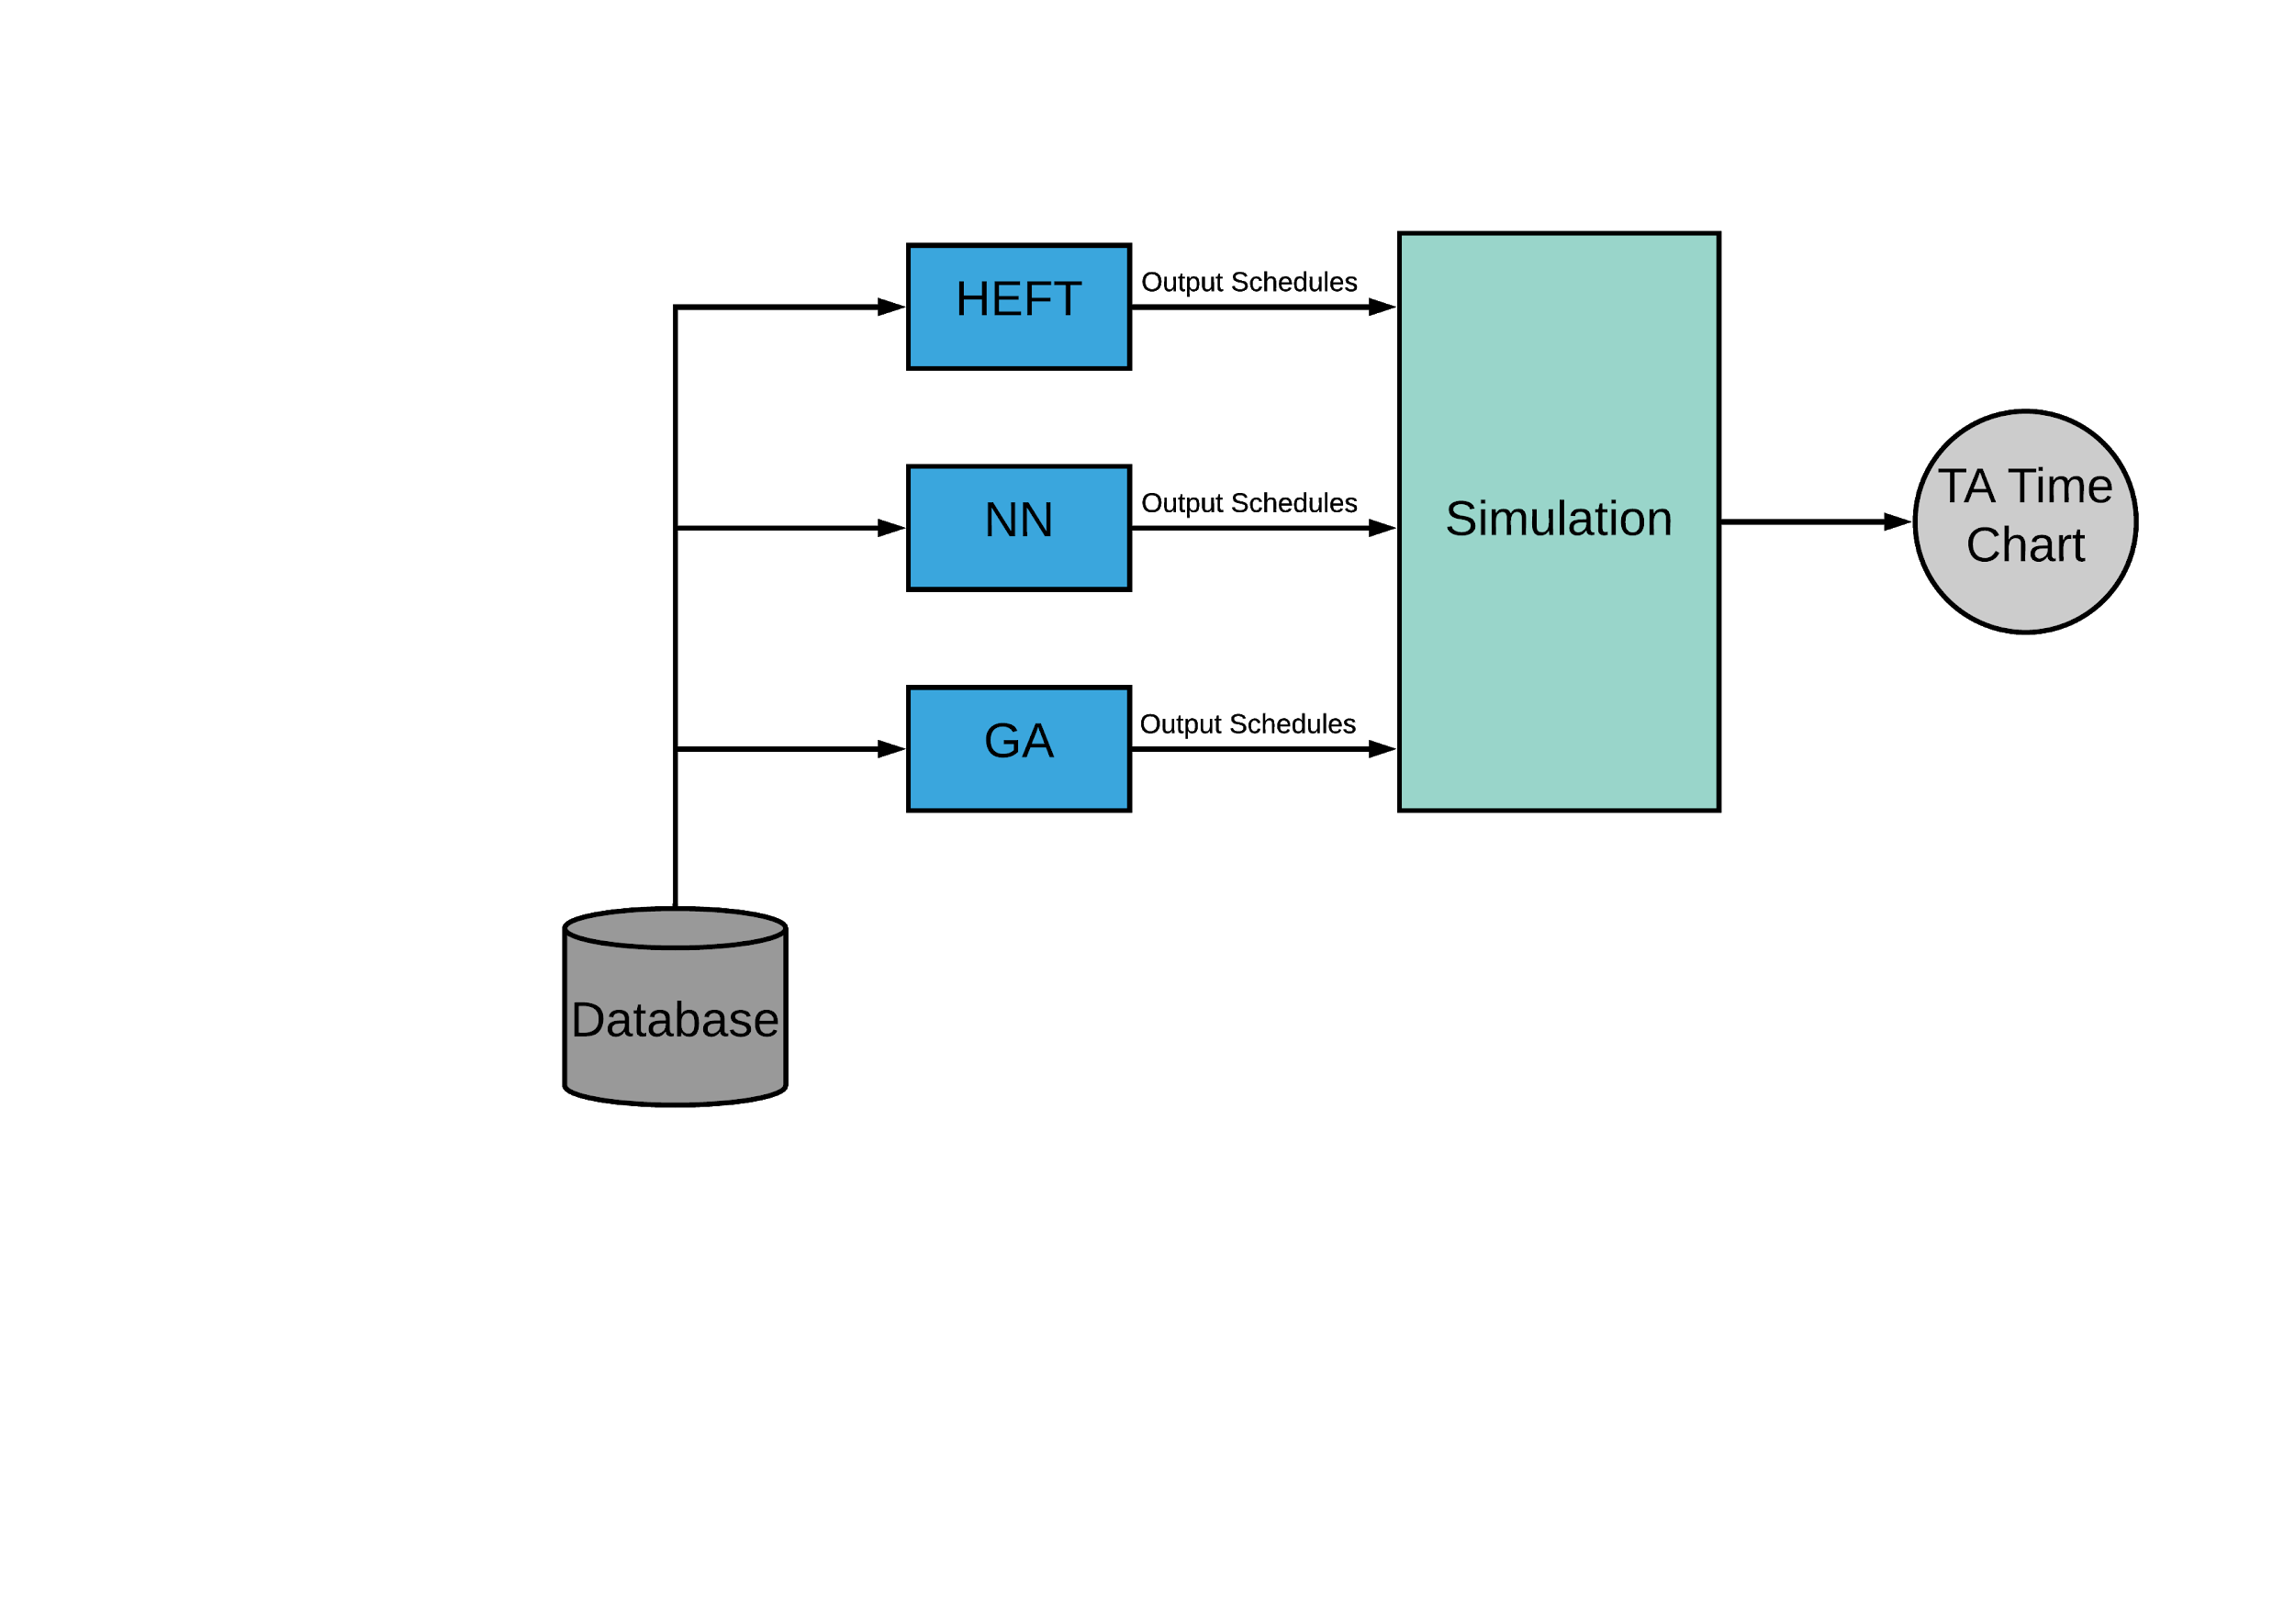 HEFT
Output Schedules
NN
Output Schedules
GA
Output Schedules
Simulation
TA Time
Chart
Database